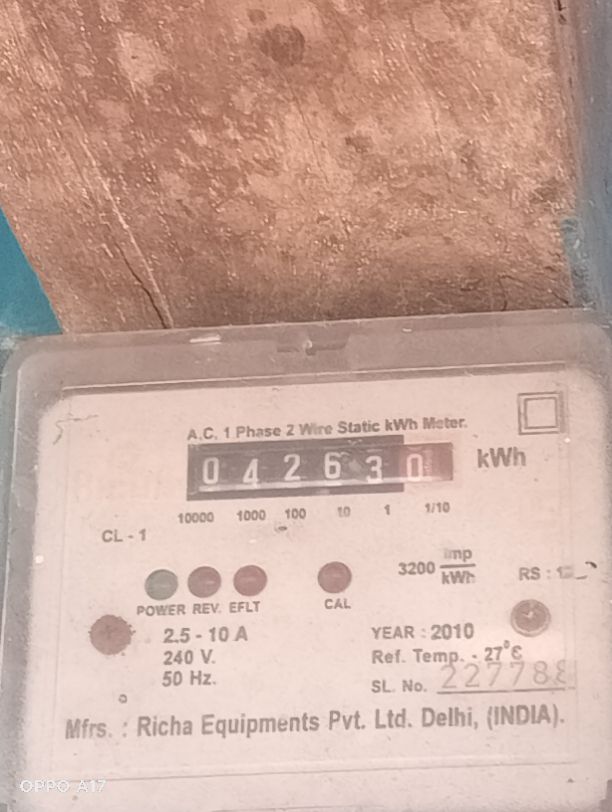 A.C. 1 Phase 2 Wire Static kWh Meter.
0 4 2 6 3 0 kWh
10000 1000 100 10 1 1/10
CL - 1
3200 imp/kWh
RS :
POWER REV. EFLT CAL
2.5 - 10 A
240 V.
50 Hz.
YEAR : 2010
Ref. Temp. - 27°C
SL. No. 227788
Mfrs. : Richa Equipments Pvt. Ltd. Delhi, (INDIA).
OPPO A17